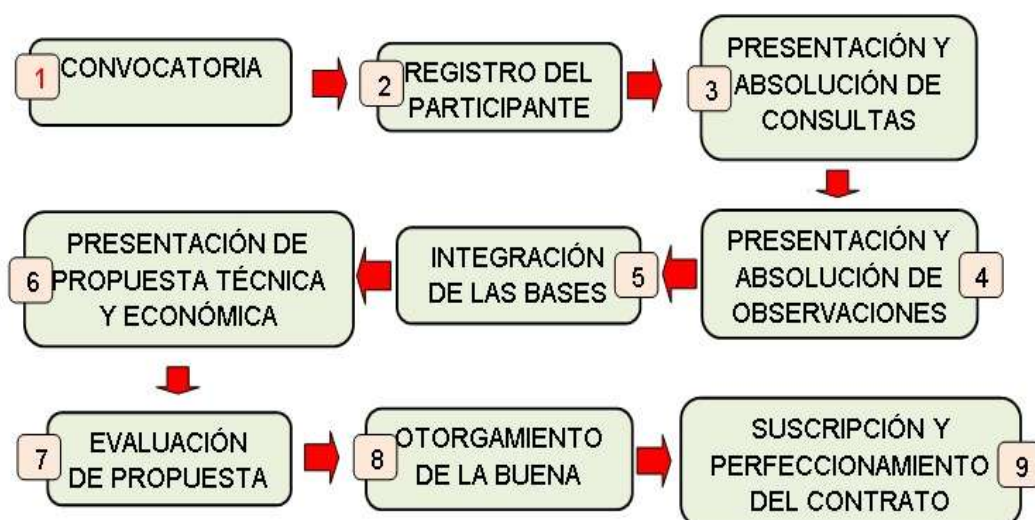 1
CONVOCATORIA
2
REGISTRO DEL
PARTICIPANTE
3
PRESENTACIÓN Y
ABSOLUCIÓN DE
CONSULTAS
4
PRESENTACIÓN Y
ABSOLUCIÓN DE
OBSERVACIONES
5
INTEGRACIÓN
DE LAS BASES
6
PRESENTACIÓN DE
PROPUESTA TÉCNICA
Y ECONÓMICA
7
EVALUACIÓN
DE PROPUESTA
8
OTORGAMIENTO
DE LA BUENA
9
SUSCRIPCIÓN Y
PERFECCIONAMIENTO
DEL CONTRATO